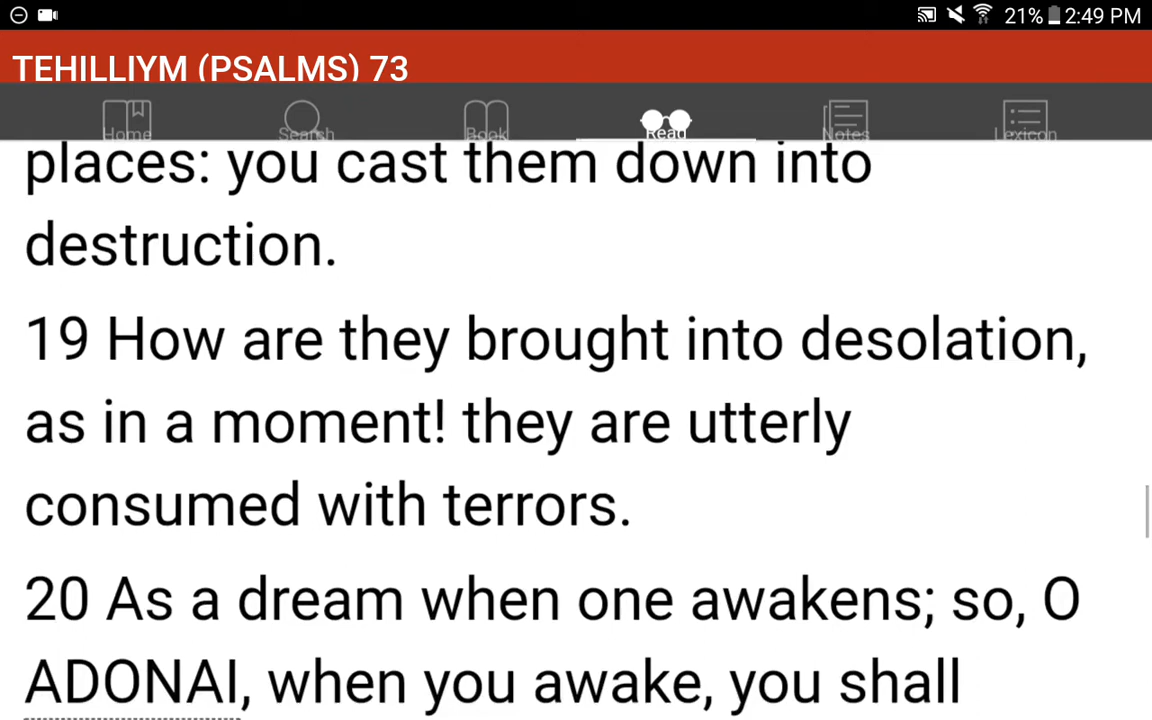 21% 2:49 PM
TEHILLIYM (PSALMS) 73
Home Search Book Read Notes Lexicon
places: you cast them down into
destruction.
19 How are they brought into desolation,
as in a moment! they are utterly
consumed with terrors.
20 As a dream when one awakens; so, O
ADONAI, when you awake, you shall